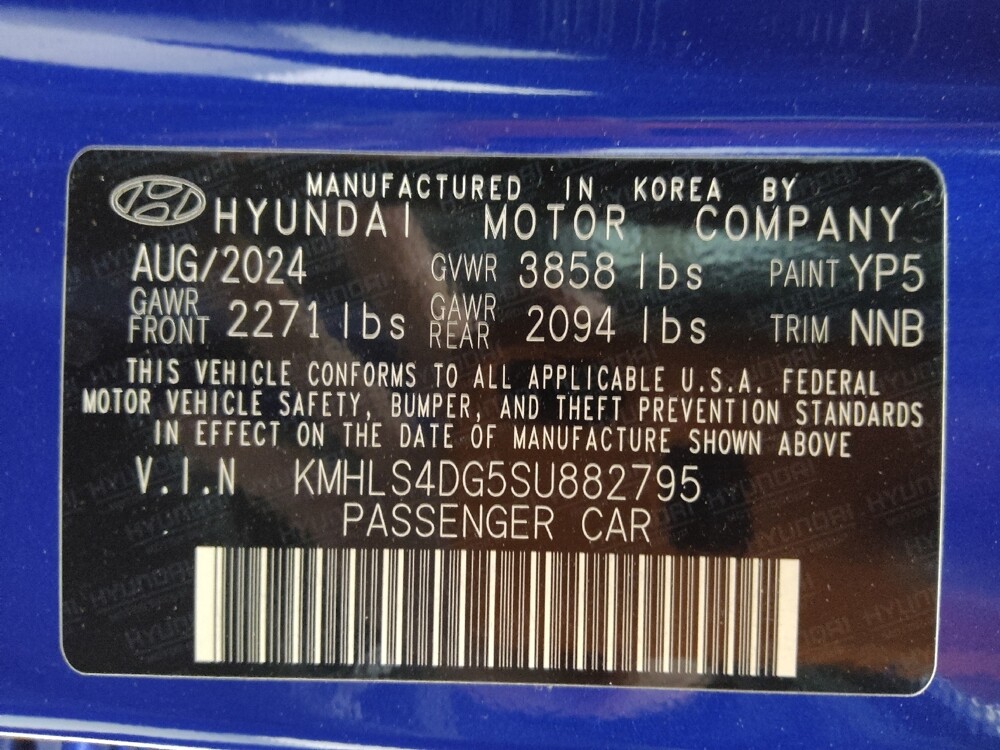 MANUFACTURED IN KOREA BY
HYUNDAI MOTOR COMPANY
AUG/2024 GVWR 3858 lbs PAINT YP5
GAWR FRONT 2271 lbs GAWR REAR 2094 lbs TRIM NNB
THIS VEHICLE CONFORMS TO ALL APPLICABLE U.S.A. FEDERAL
MOTOR VEHICLE SAFETY, BUMPER, AND THEFT PREVENTION STANDARDS
IN EFFECT ON THE DATE OF MANUFACTURE SHOWN ABOVE
V.I.N KMHLS4DG5SU882795
PASSENGER CAR